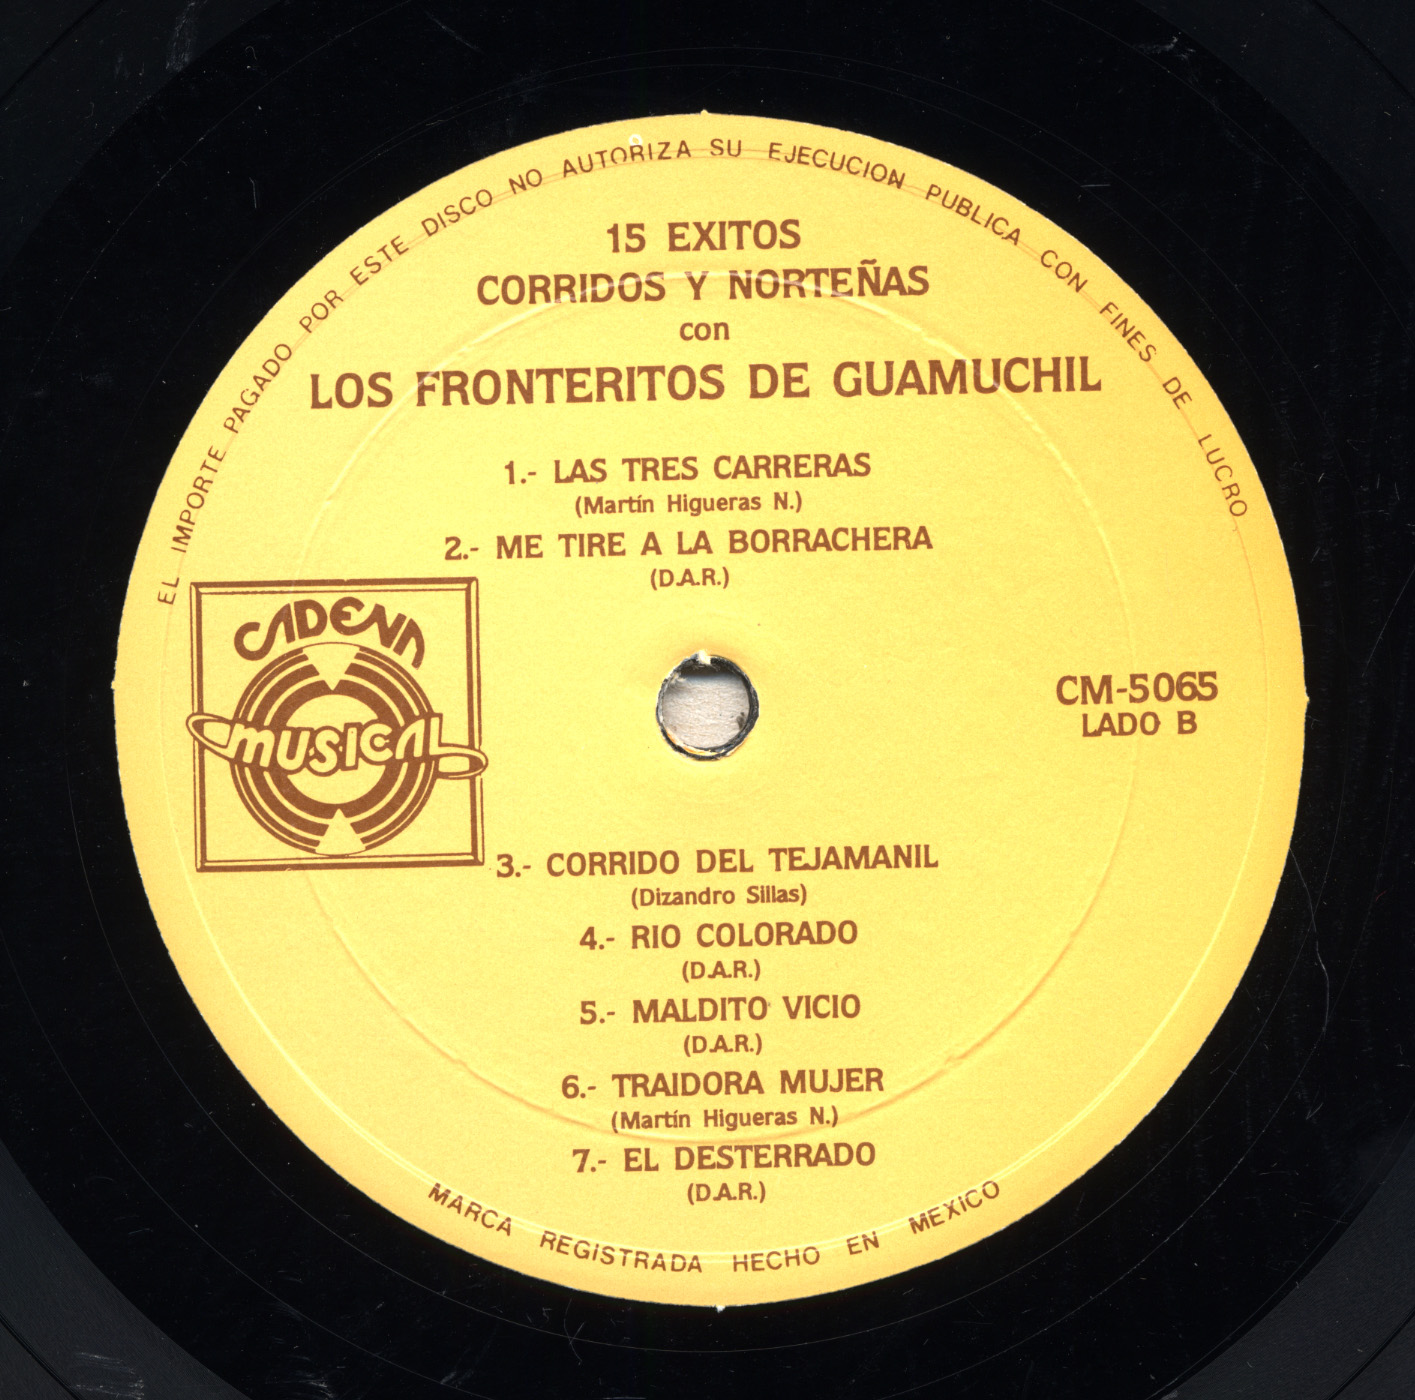 EL IMPORTE PAGADO POR ESTE DISCO NO AUTORIZA SU EJECUCION PUBLICA CON FINES DE LUCRO
15 EXITOS
CORRIDOS Y NORTEÑAS
con
LOS FRONTERITOS DE GUAMUCHIL
1.- LAS TRES CARRERAS
(Martín Higueras N.)
2.- ME TIRE A LA BORRACHERA
(D.A.R.)
CADENA
MUSICAL
CM-5065
LADO B
3.- CORRIDO DEL TEJAMANIL
(Dizandro Sillas)
4.- RIO COLORADO
(D.A.R.)
5.- MALDITO VICIO
(D.A.R.)
6.- TRAIDORA MUJER
(Martín Higueras N.)
7.- EL DESTERRADO
(D.A.R.)
MARCA REGISTRADA HECHO EN MEXICO